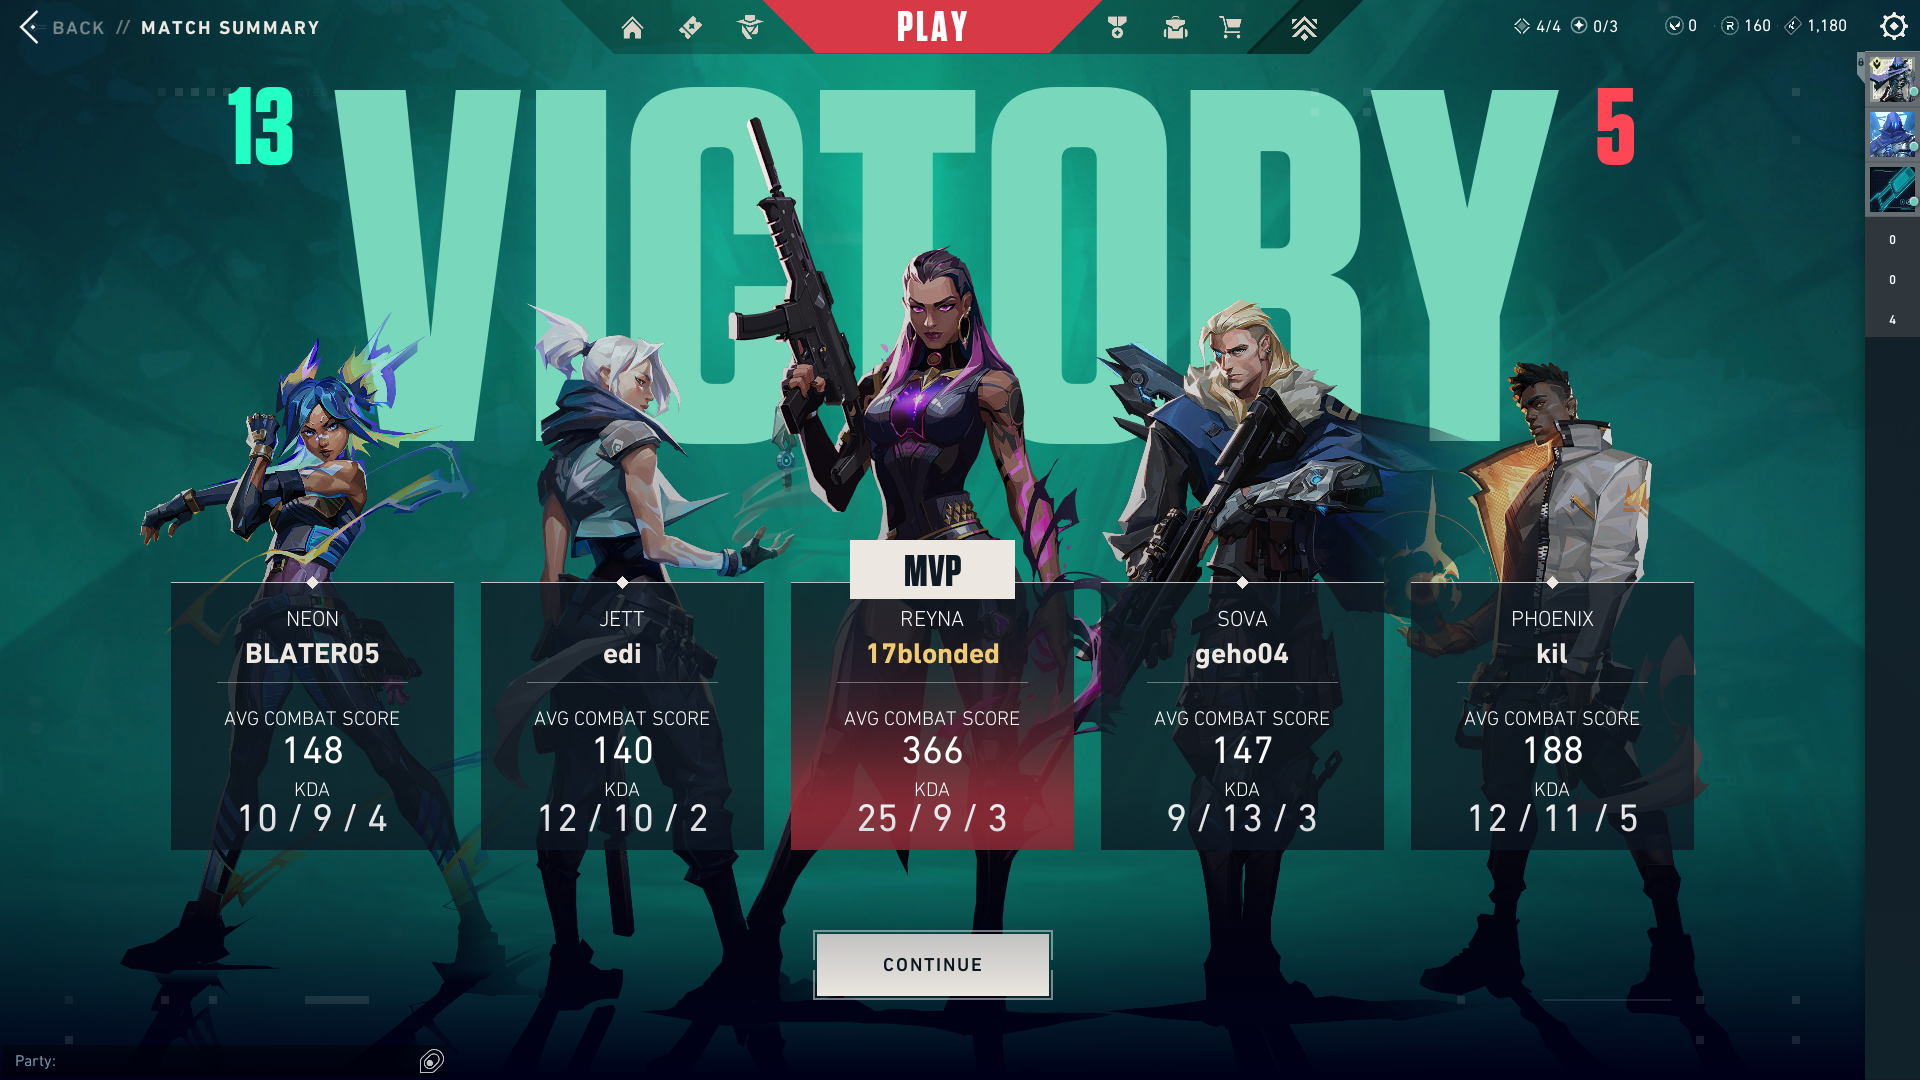 BACK // MATCH SUMMARY
PLAY
4/4 0/3 0 160 1,180
13
VICTORY
5
0
0
4
MVP
NEON
BLATER05
AVG COMBAT SCORE
148
KDA
10 / 9 / 4
JETT
edi
AVG COMBAT SCORE
140
KDA
12 / 10 / 2
REYNA
17blonded
AVG COMBAT SCORE
366
KDA
25 / 9 / 3
SOVA
geho04
AVG COMBAT SCORE
147
KDA
9 / 13 / 3
PHOENIX
kil
AVG COMBAT SCORE
188
KDA
12 / 11 / 5
CONTINUE
Party: